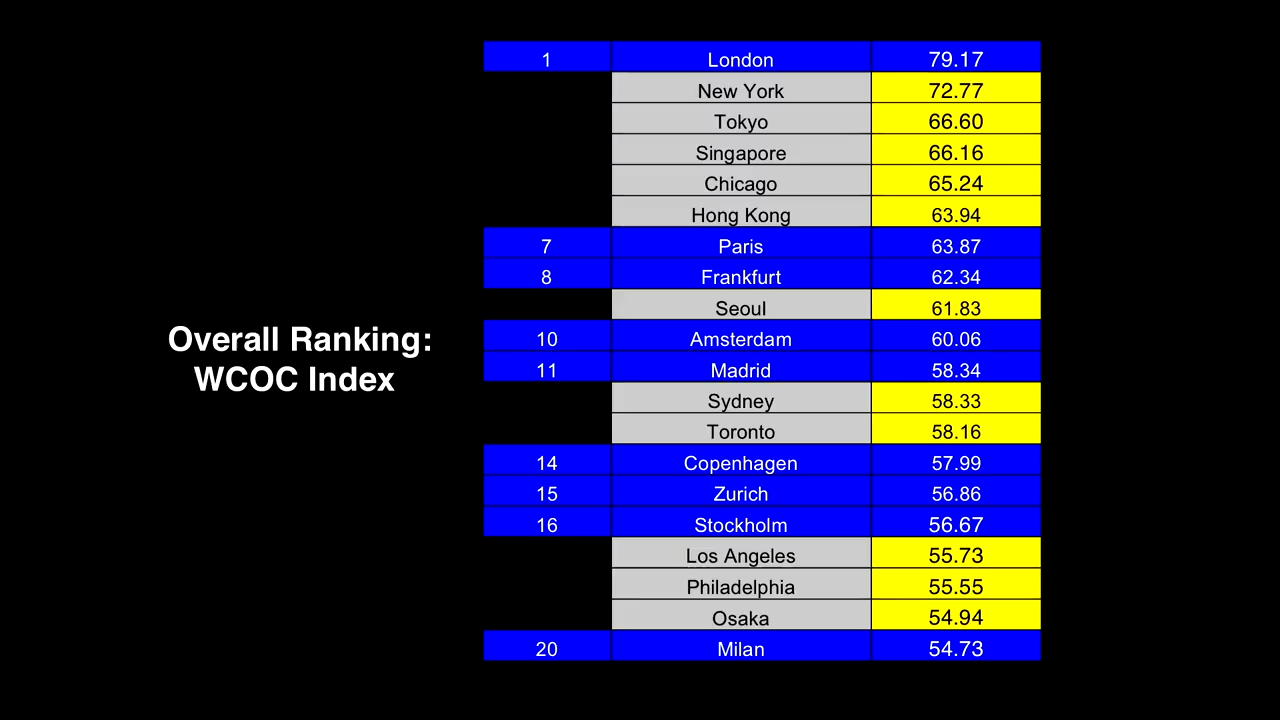 Overall Ranking:
WCOC Index
1 London 79.17
New York 72.77
Tokyo 66.60
Singapore 66.16
Chicago 65.24
Hong Kong 63.94
7 Paris 63.87
8 Frankfurt 62.34
Seoul 61.83
10 Amsterdam 60.06
11 Madrid 58.34
Sydney 58.33
Toronto 58.16
14 Copenhagen 57.99
15 Zurich 56.86
16 Stockholm 56.67
Los Angeles 55.73
Philadelphia 55.55
Osaka 54.94
20 Milan 54.73